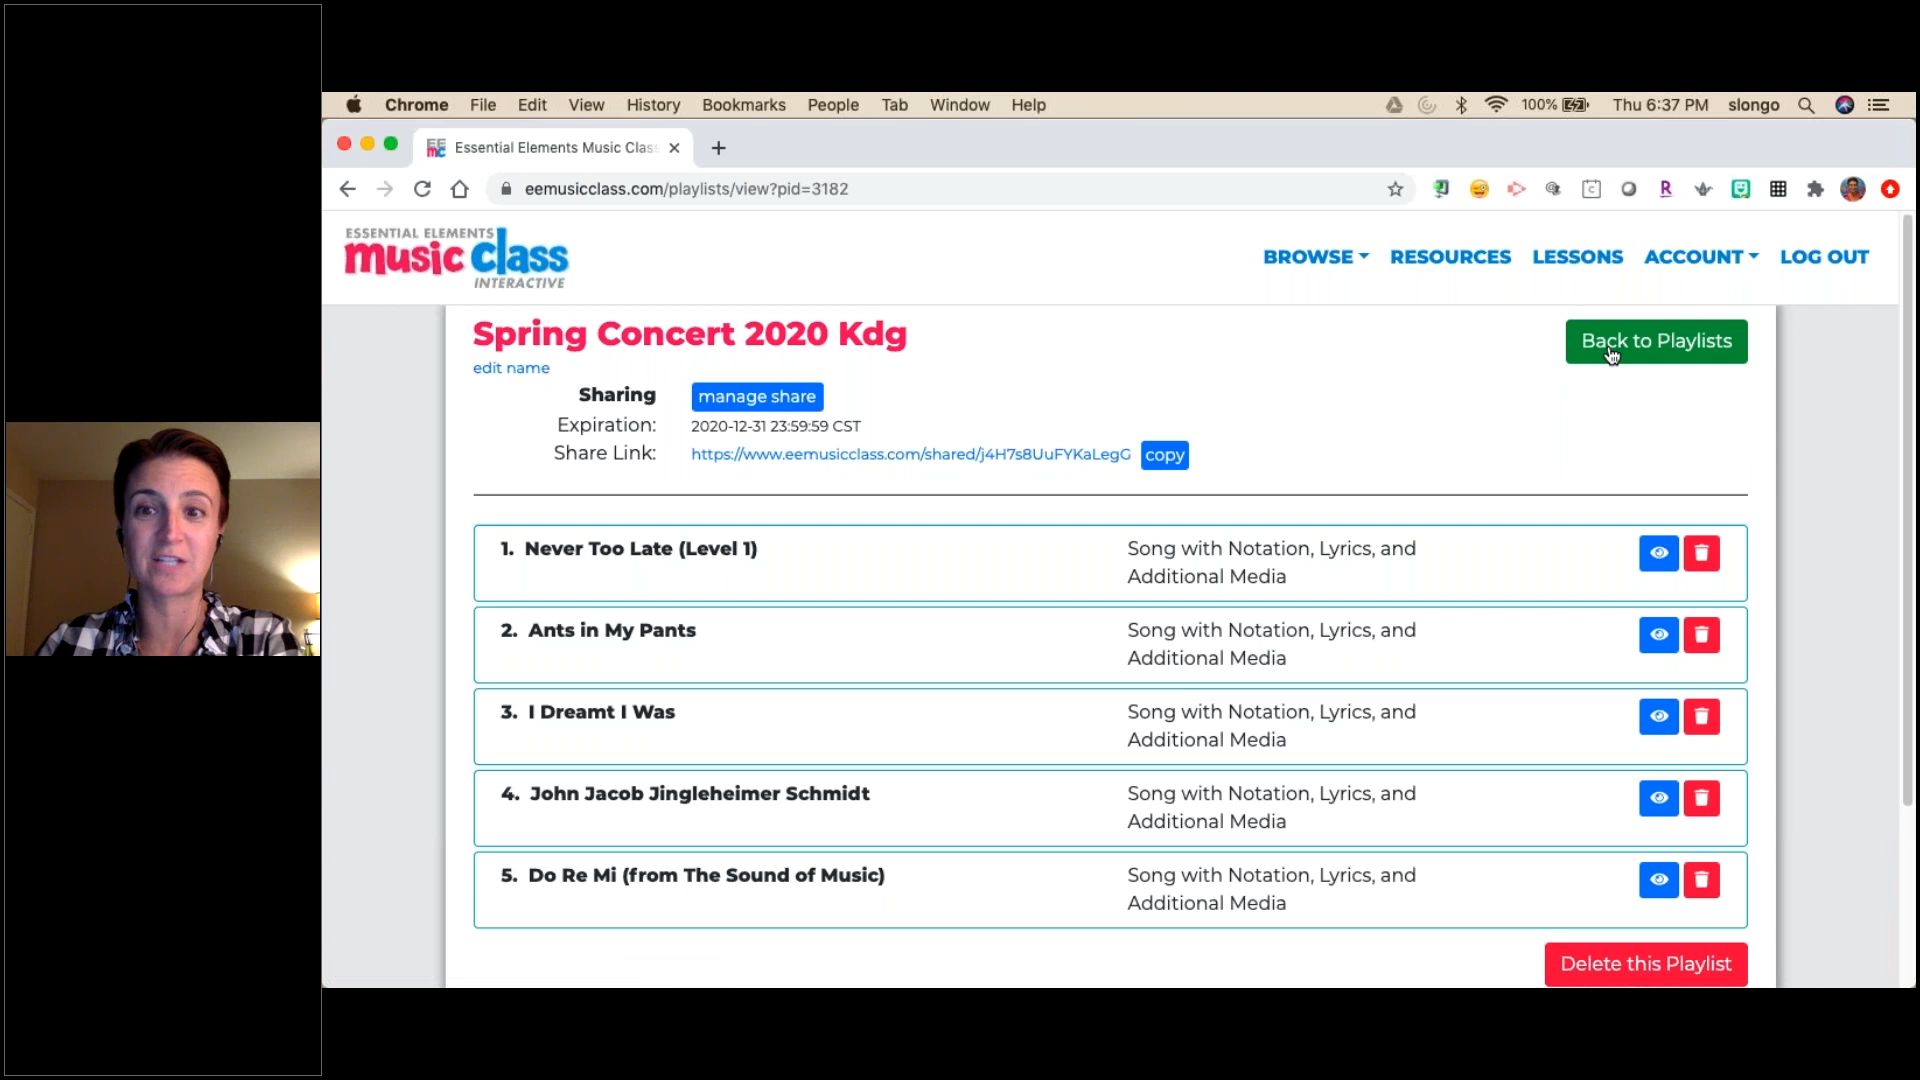 Chrome File Edit View History Bookmarks People Tab Window Help 100% Thu 6:37 PM slongo
Essential Elements Music Clas
eemusicclass.com/playlists/view?pid=3182
ESSENTIAL ELEMENTS
music class
INTERACTIVE
BROWSE RESOURCES LESSONS ACCOUNT LOG OUT
Spring Concert 2020 Kdg
Back to Playlists
edit name
Sharing manage share
Expiration: 2020-12-31 23:59:59 CST
Share Link: https://www.eemusicclass.com/shared/j4H7s8UuFYKaLegG copy
1. Never Too Late (Level 1) Song with Notation, Lyrics, and
Additional Media
2. Ants in My Pants Song with Notation, Lyrics, and
Additional Media
3. I Dreamt I Was Song with Notation, Lyrics, and
Additional Media
4. John Jacob Jingleheimer Schmidt Song with Notation, Lyrics, and
Additional Media
5. Do Re Mi (from The Sound of Music) Song with Notation, Lyrics, and
Additional Media
Delete this Playlist